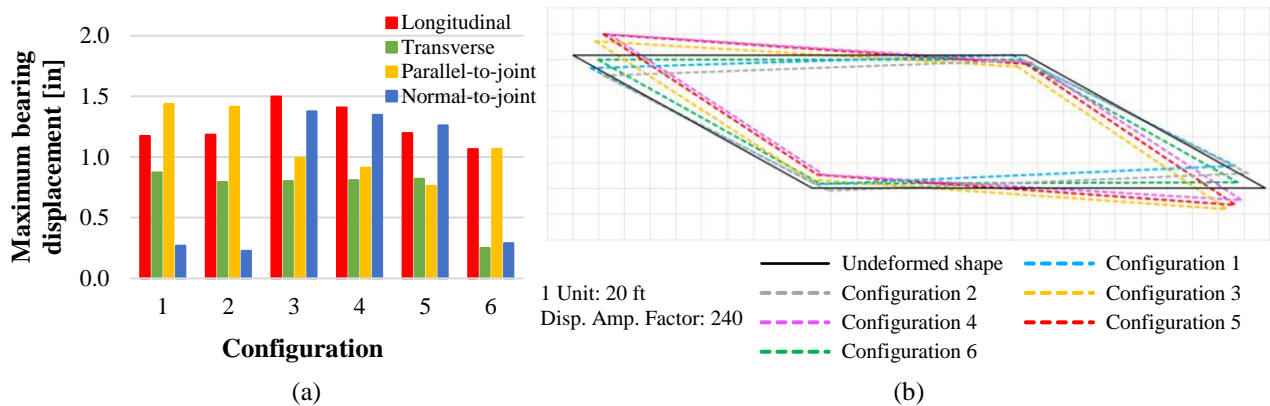 Maximum bearing
displacement [in]
2.0
1.5
1.0
0.5
0.0
Longitudinal
Transverse
Parallel-to-joint
Normal-to-joint
1 2 3 4 5 6
Configuration
(a)
1 Unit: 20 ft
Disp. Amp. Factor: 240
Undeformed shape
Configuration 1
Configuration 2
Configuration 3
Configuration 4
Configuration 5
Configuration 6
(b)